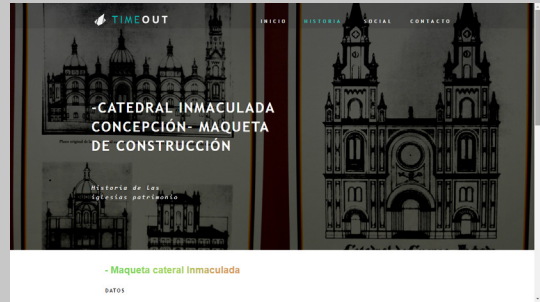 TIMEOUT
INICIO HISTORIA SOCIAL CONTACTO
-CATEDRAL INMACULADA
CONCEPCIÓN- MAQUETA
DE CONSTRUCCIÓN
Historia de las
iglesias patrimonio
- Maqueta cateral Inmaculada
DATOS